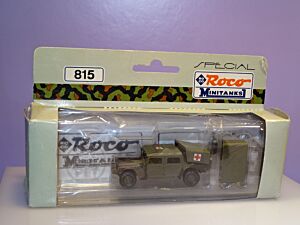 SPECIAL
815
Roco
MINITANKS
Roco
MINITANKS